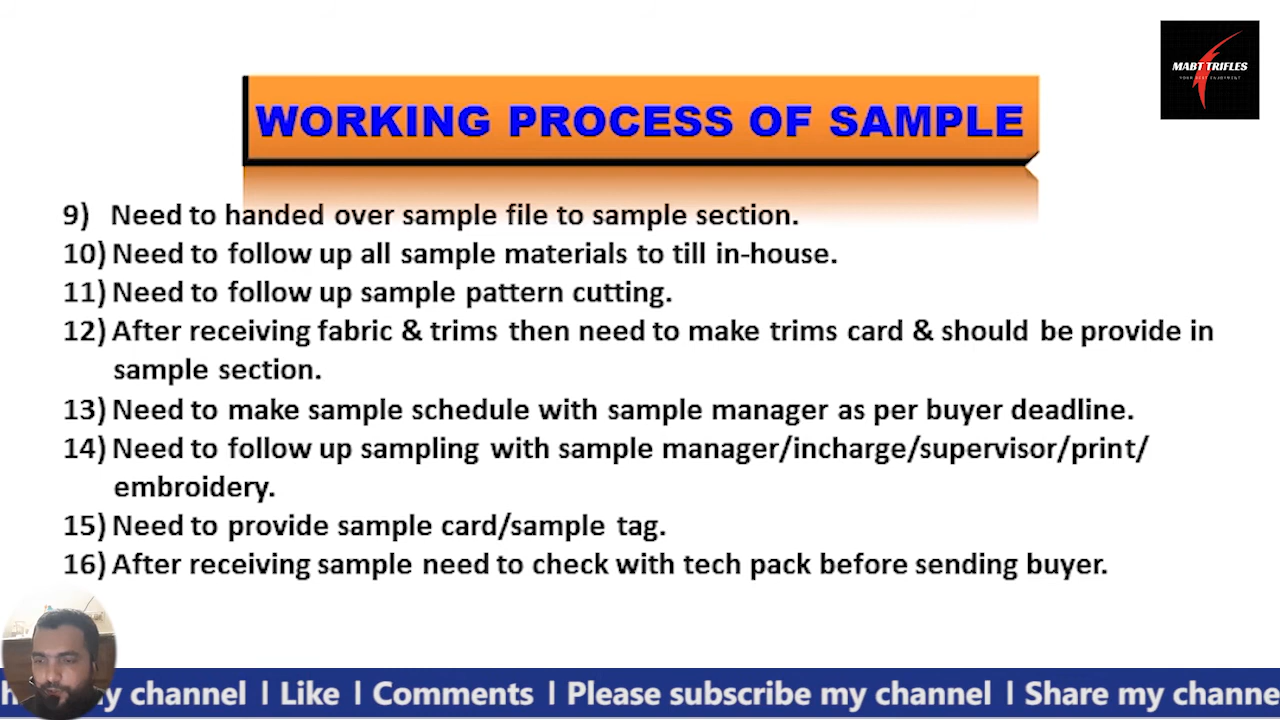 MABT TRIFLES
YOUR BEST ENJOYMENT
WORKING PROCESS OF SAMPLE
9) Need to handed over sample file to sample section.
10) Need to follow up all sample materials to till in-house.
11) Need to follow up sample pattern cutting.
12) After receiving fabric & trims then need to make trims card & should be provide in
sample section.
13) Need to make sample schedule with sample manager as per buyer deadline.
14) Need to follow up sampling with sample manager/incharge/supervisor/print/
embroidery.
15) Need to provide sample card/sample tag.
16) After receiving sample need to check with tech pack before sending buyer.
y channel I Like I Comments I Please subscribe my channel I Share my channe